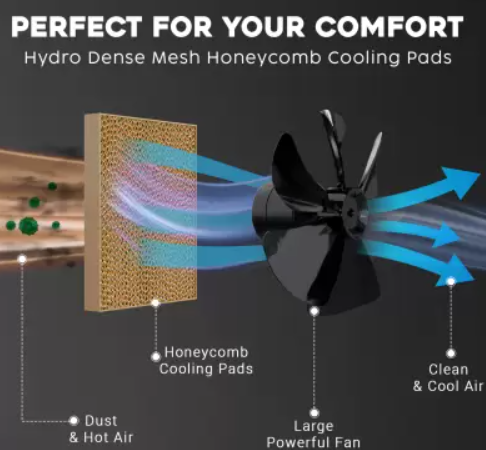 PERFECT FOR YOUR COMFORT
Hydro Dense Mesh Honeycomb Cooling Pads
Honeycomb
Cooling Pads
Clean
& Cool Air
Dust
& Hot Air
Large
Powerful Fan